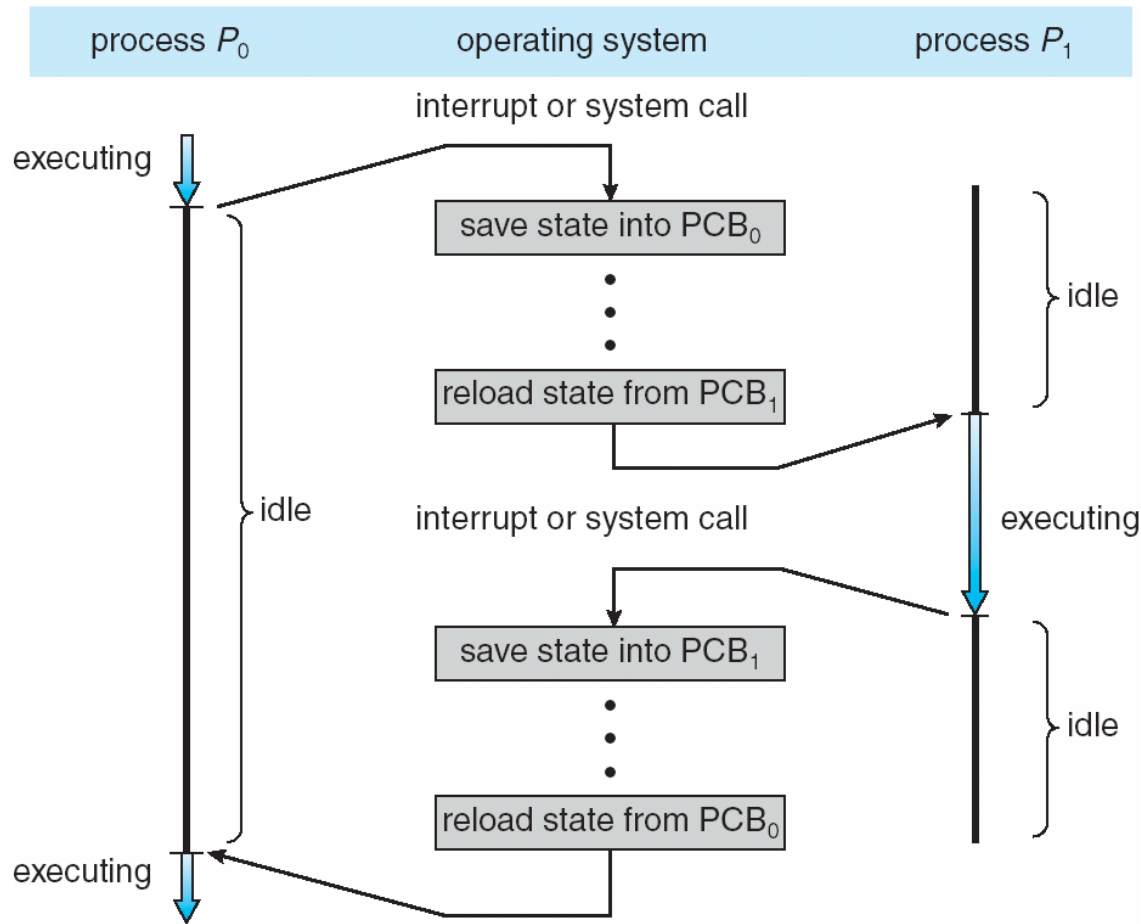 process P₀ operating system process P₁
interrupt or system call
executing
save state into PCB₀
idle
reload state from PCB₁
idle
interrupt or system call
executing
save state into PCB₁
idle
reload state from PCB₀
executing